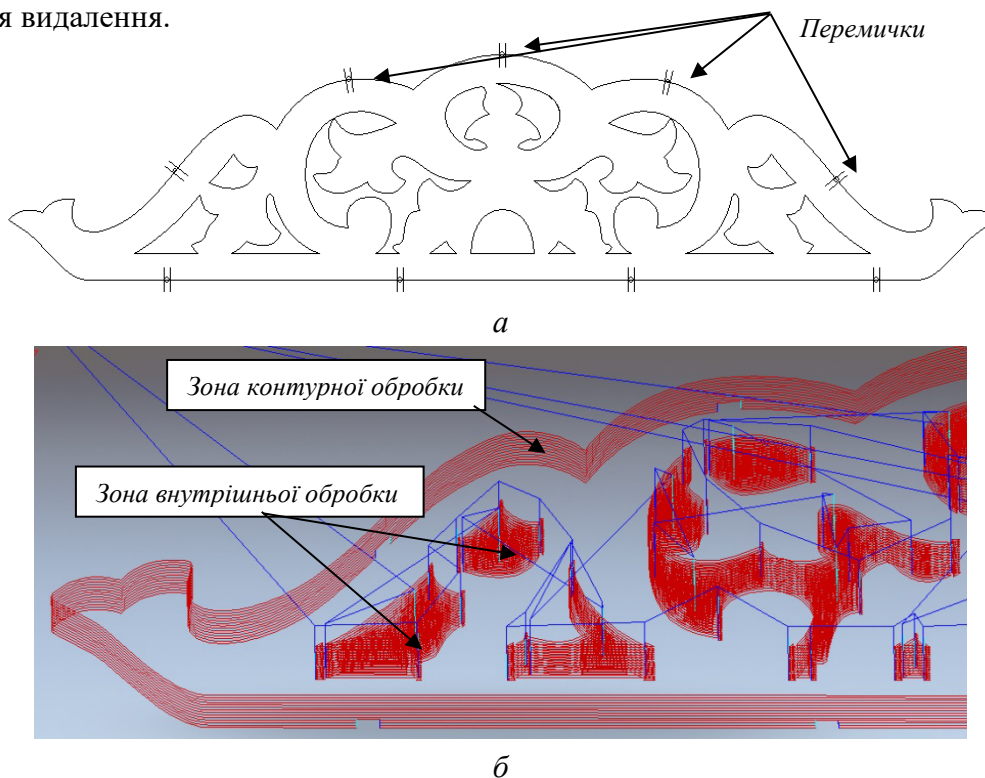 я видалення.
Перемички
а
Зона контурної обробки
Зона внутрішньої обробки
б